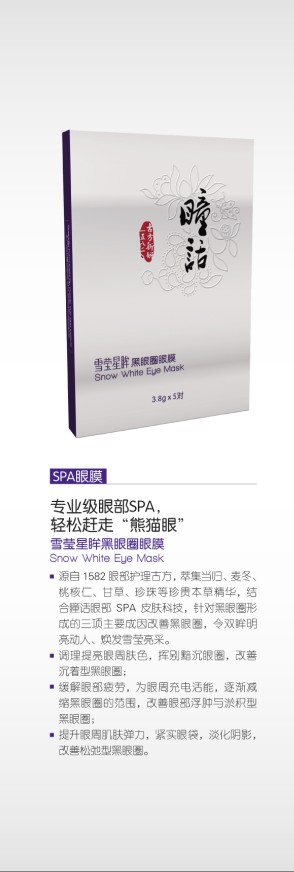 瞳話
雪莹星眸黑眼圈眼膜
Snow White Eye Mask
3.8g x 5对
SPA眼膜
专业级眼部SPA,
轻松赶走“熊猫眼”
雪莹星眸黑眼圈眼膜
Snow White Eye Mask
源自 1582 眼部护理古方，萃集当归、麦冬、
桃核仁、甘草、珍珠等珍贵本草精华，结
合瞳话眼部 SPA 皮肤科技，针对黑眼圈形
成的三项主要成因改善黑眼圈，令双眸明
亮动人、焕发雪莹亮采。
调理提亮眼周肤色，挥别黯沉眼圈，改善
沉着型黑眼圈；
缓解眼部疲劳，为眼周充电活能，逐渐减
缩黑眼圈的范围，改善眼部浮肿与淤积型
黑眼圈；
提升眼周肌肤弹力，紧实眼袋，淡化阴影，
改善松弛型黑眼圈。